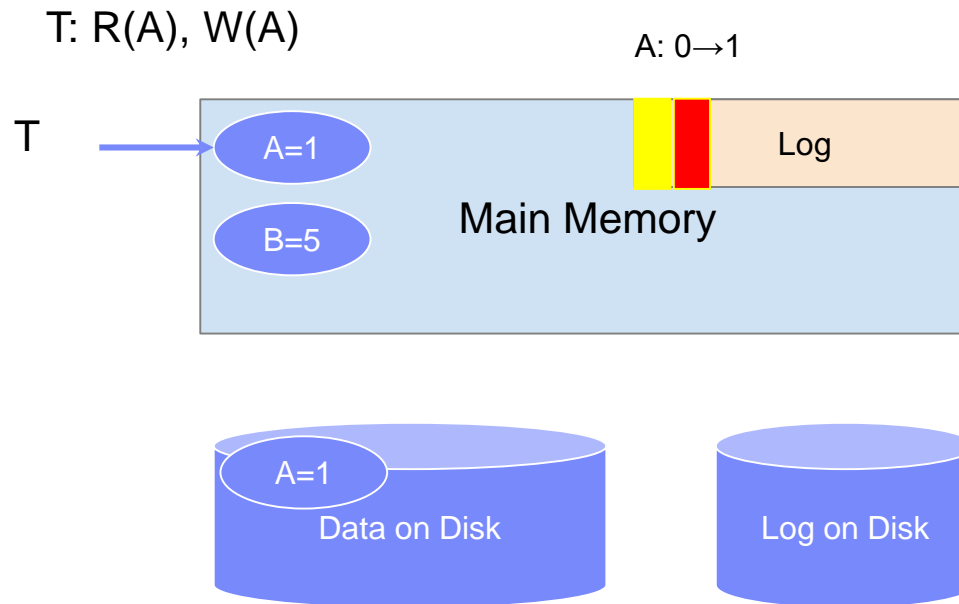 T: R(A), W(A)
A: 0→1
T
A=1
Log
B=5
Main Memory
A=1
Data on Disk
Log on Disk